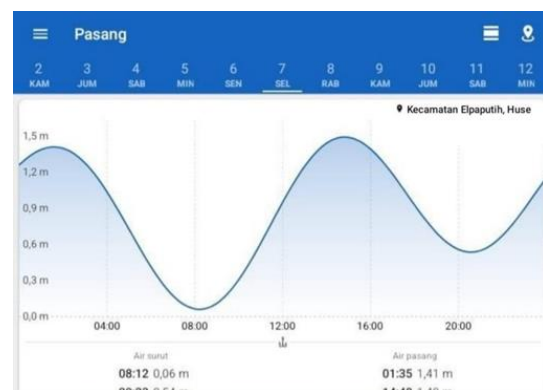 Pasang
2 3 4 5 6 7 8 9 10 11 12
KAM JUM SAB MIN SEN SEL RAB KAM JUM SAB MIN
Kecamatan Elpaputih, Huse
1,5 m
1,2 m
0,9 m
0,6 m
0,3 m
0,0 m
04:00 08:00 12:00 16:00 20:00
Air surut Air pasang
08:12 0,06 m 01:35 1,41 m